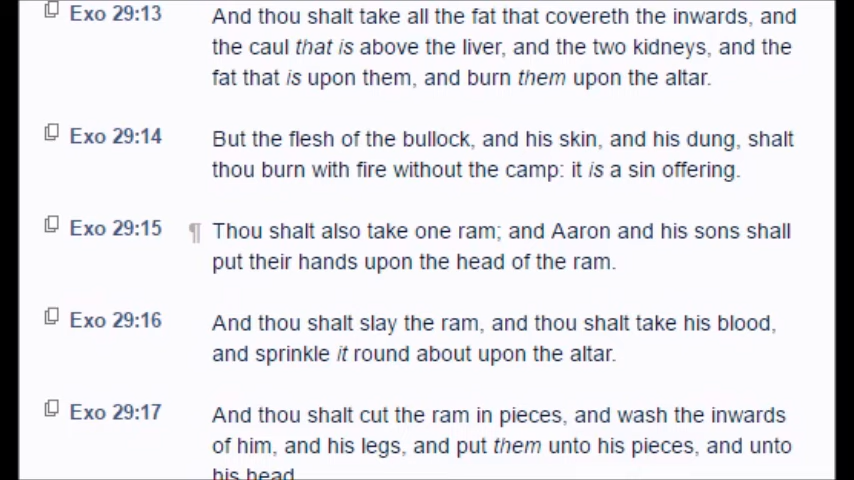 Exo 29:13 And thou shalt take all the fat that covereth the inwards, and
the caul that is above the liver, and the two kidneys, and the
fat that is upon them, and burn them upon the altar.
Exo 29:14 But the flesh of the bullock, and his skin, and his dung, shalt
thou burn with fire without the camp: it is a sin offering.
Exo 29:15 ¶ Thou shalt also take one ram; and Aaron and his sons shall
put their hands upon the head of the ram.
Exo 29:16 And thou shalt slay the ram, and thou shalt take his blood,
and sprinkle it round about upon the altar.
Exo 29:17 And thou shalt cut the ram in pieces, and wash the inwards
of him, and his legs, and put them unto his pieces, and unto
his head